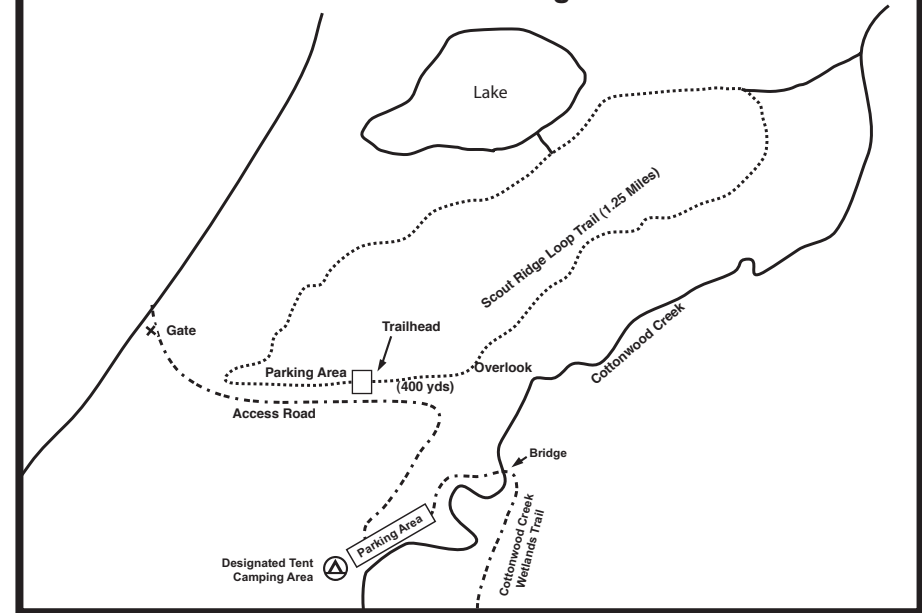 Lake
Scout Ridge Loop Trail (1.25 Miles)
Trailhead
Gate
Parking Area
Overlook
(400 yds)
Cottonwood Creek
Access Road
Bridge
Parking Area
Cottonwood Creek
Wetlands Trail
Designated Tent
Camping Area